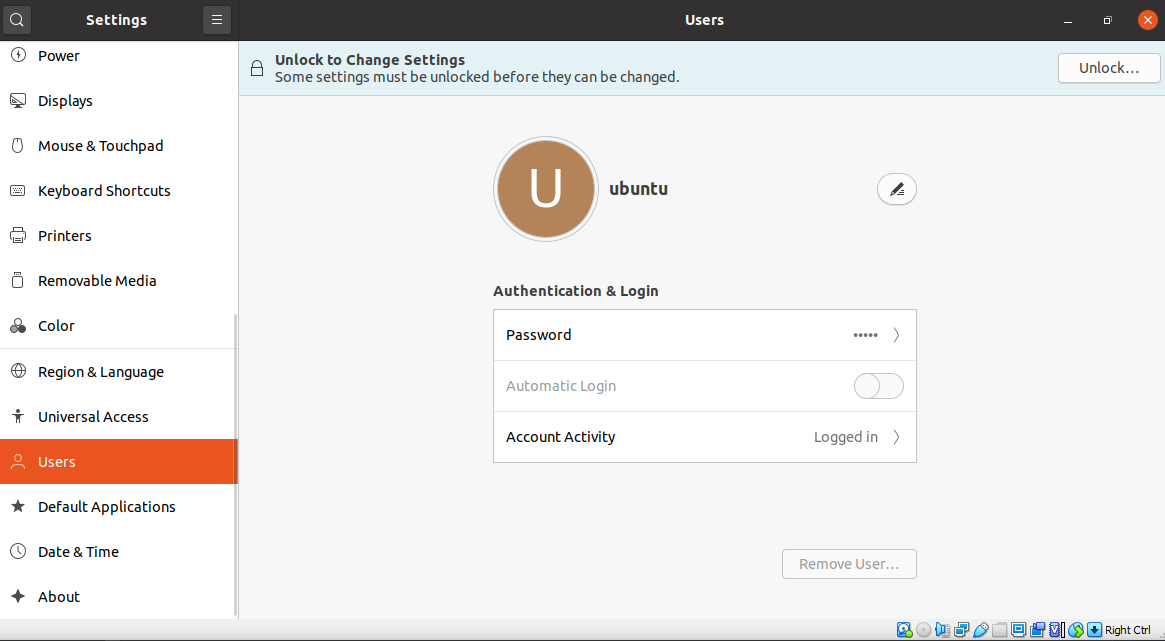 Settings
Users
Power
Displays
Mouse & Touchpad
Keyboard Shortcuts
Printers
Removable Media
Color
Region & Language
Universal Access
Users
Default Applications
Date & Time
About
Unlock to Change Settings
Some settings must be unlocked before they can be changed.
Unlock…
U
ubuntu
Authentication & Login
Password •••••
Automatic Login
Account Activity Logged in
Remove User…
Right Ctrl